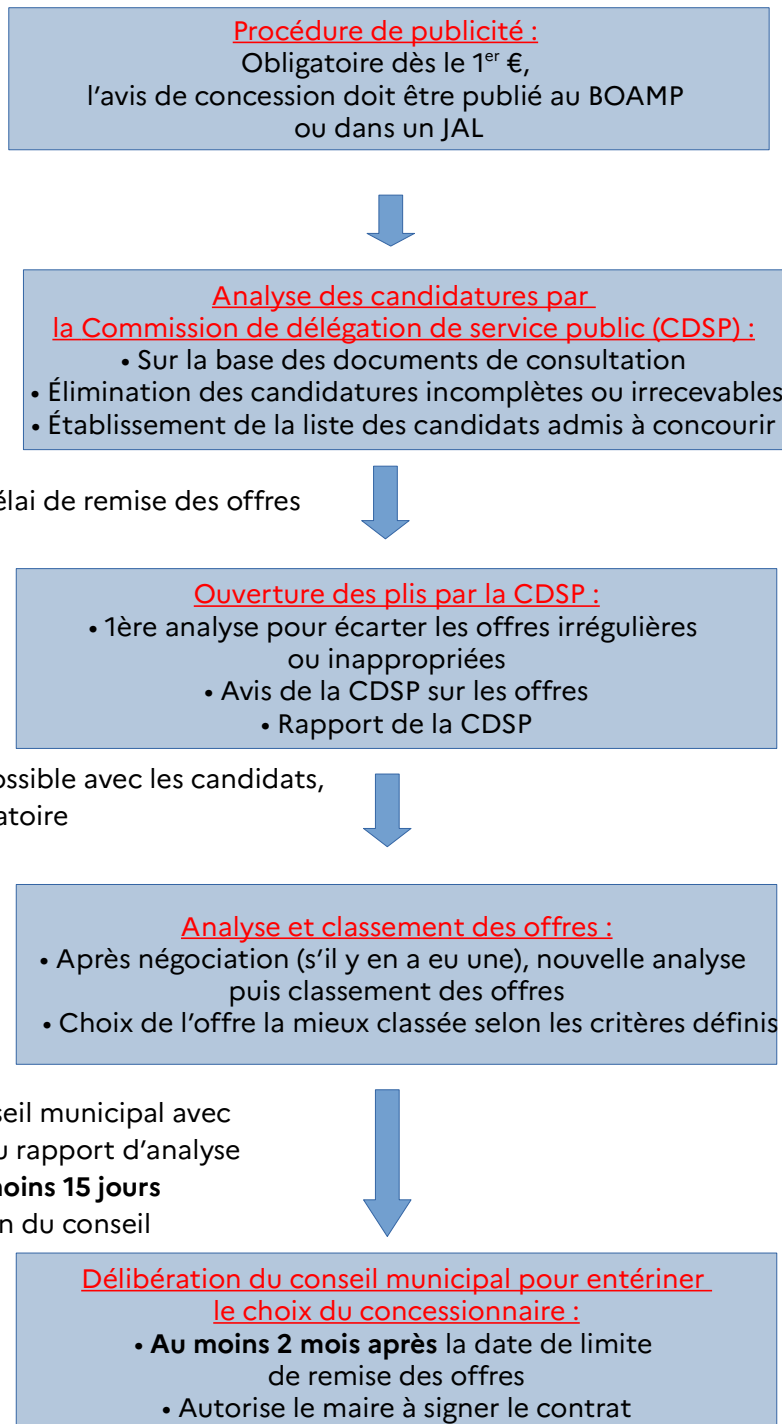 Procédure de publicité :
Obligatoire dès le 1er €,
l’avis de concession doit être publié au BOAMP
ou dans un JAL
Analyse des candidatures par
la Commission de délégation de service public (CDSP) :
• Sur la base des documents de consultation
• Élimination des candidatures incomplètes ou irrecevables
• Établissement de la liste des candidats admis à concourir
élai de remise des offres
Ouverture des plis par la CDSP :
• 1ère analyse pour écarter les offres irrégulières
ou inappropriées
• Avis de la CDSP sur les offres
• Rapport de la CDSP
ossible avec les candidats,
atoire
Analyse et classement des offres :
• Après négociation (s’il y en a eu une), nouvelle analyse
puis classement des offres
• Choix de l’offre la mieux classée selon les critères définis
seil municipal avec
u rapport d’analyse
moins 15 jours
n du conseil
Délibération du conseil municipal pour entériner
le choix du concessionnaire :
• Au moins 2 mois après la date de limite
de remise des offres
• Autorise le maire à signer le contrat